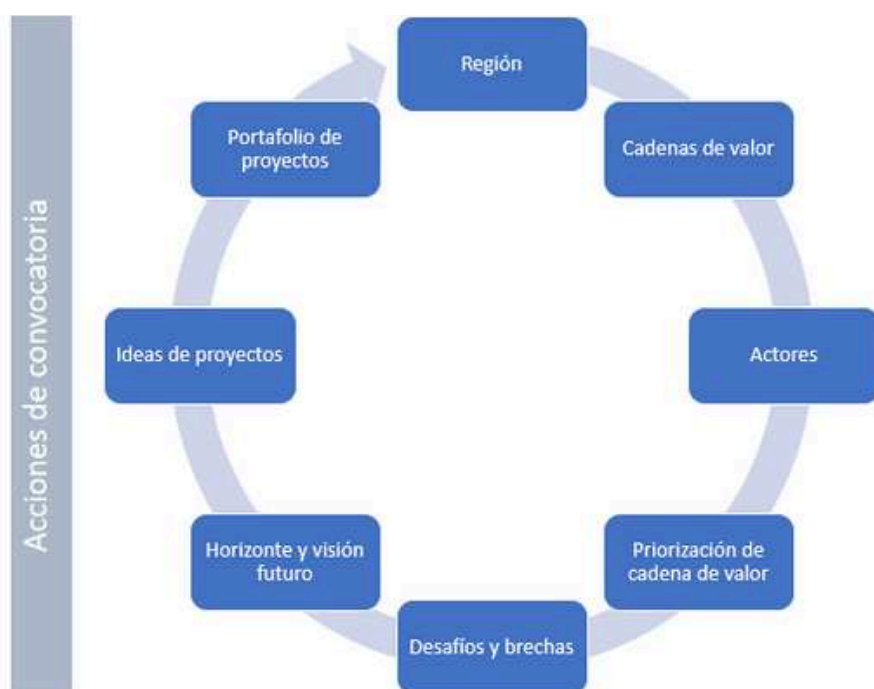 Acciones de convocatoria
Región
Cadenas de valor
Actores
Priorización de
cadena de valor
Desafíos y brechas
Horizonte y visión
futuro
Ideas de proyectos
Portafolio de
proyectos